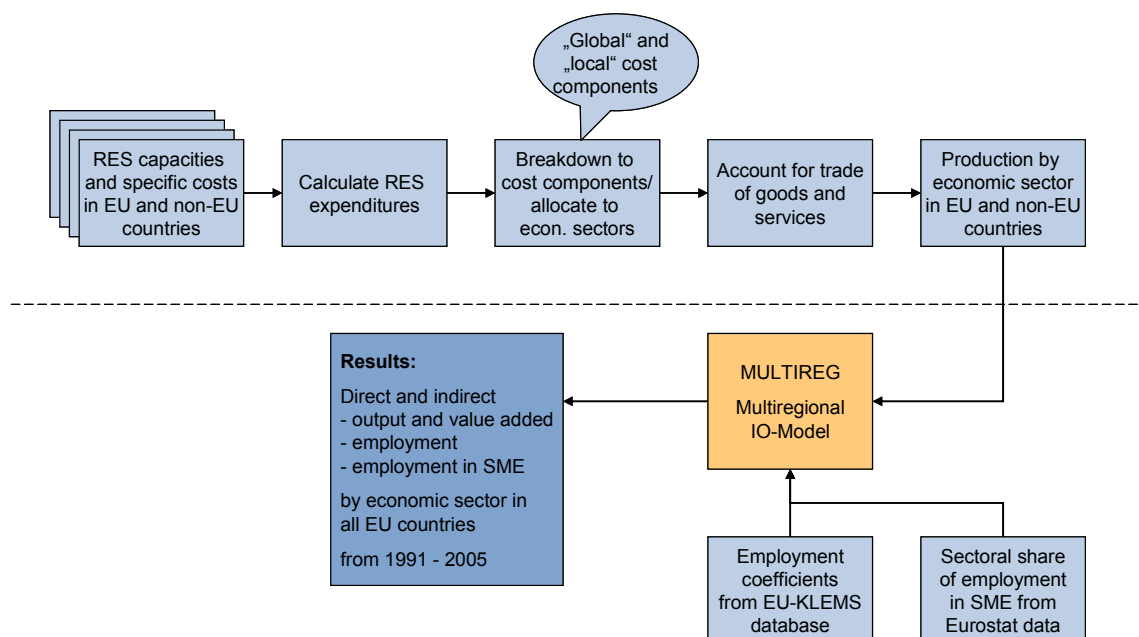 „Global“ and
„local“ cost
components
RES capacities
and specific costs
in EU and non-EU
countries
Calculate RES
expenditures
Breakdown to
cost components/
allocate to
econ. sectors
Account for trade
of goods and
services
Production by
economic sector
in EU and non-EU
countries
Results:
Direct and indirect
- output and value added
- employment
- employment in SME
by economic sector in
all EU countries
from 1991 - 2005
MULTIREG
Multiregional
IO-Model
Employment
coefficients
from EU-KLEMS
database
Sectoral share
of employment
in SME from
Eurostat data